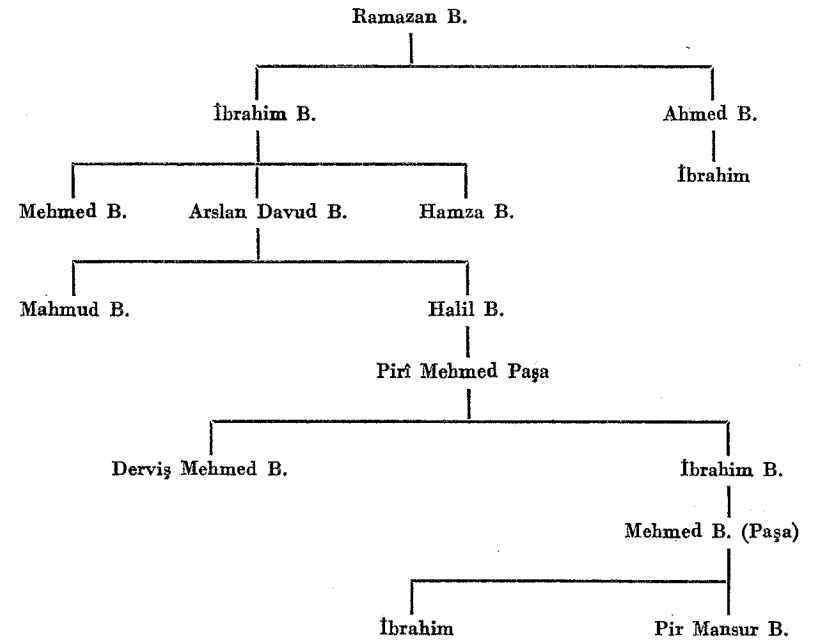 Ramazan B.
İbrahim B. Ahmed B.
İbrahim
Mehmed B. Arslan Davud B. Hamza B.
Mahmud B. Halil B.
Pirî Mehmed Paşa
Derviş Mehmed B. İbrahim B.
Mehmed B. (Paşa)
İbrahim Pir Mansur B.